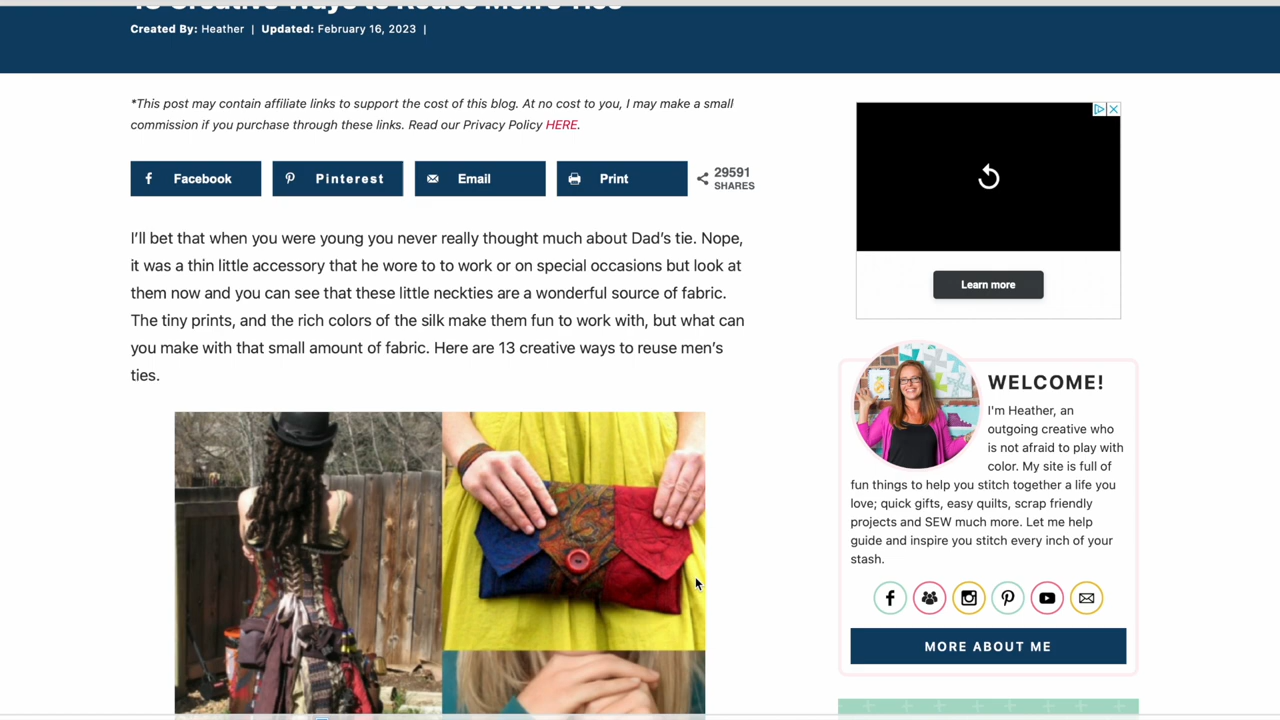 13 Creative Ways to Reuse Men's Ties
Created By: Heather | Updated: February 16, 2023 |
*This post may contain affiliate links to support the cost of this blog. At no cost to you, I may make a small
commission if you purchase through these links. Read our Privacy Policy HERE.
Facebook
Pinterest
Email
Print
29591
SHARES
I'll bet that when you were young you never really thought much about Dad's tie. Nope,
it was a thin little accessory that he wore to to work or on special occasions but look at
them now and you can see that these little neckties are a wonderful source of fabric.
The tiny prints, and the rich colors of the silk make them fun to work with, but what can
you make with that small amount of fabric. Here are 13 creative ways to reuse men's
ties.
Learn more
WELCOME!
I'm Heather, an
outgoing creative who
is not afraid to play with
color. My site is full of
fun things to help you stitch together a life you
love; quick gifts, easy quilts, scrap friendly
projects and SEW much more. Let me help
guide and inspire you stitch every inch of your
stash.
MORE ABOUT ME